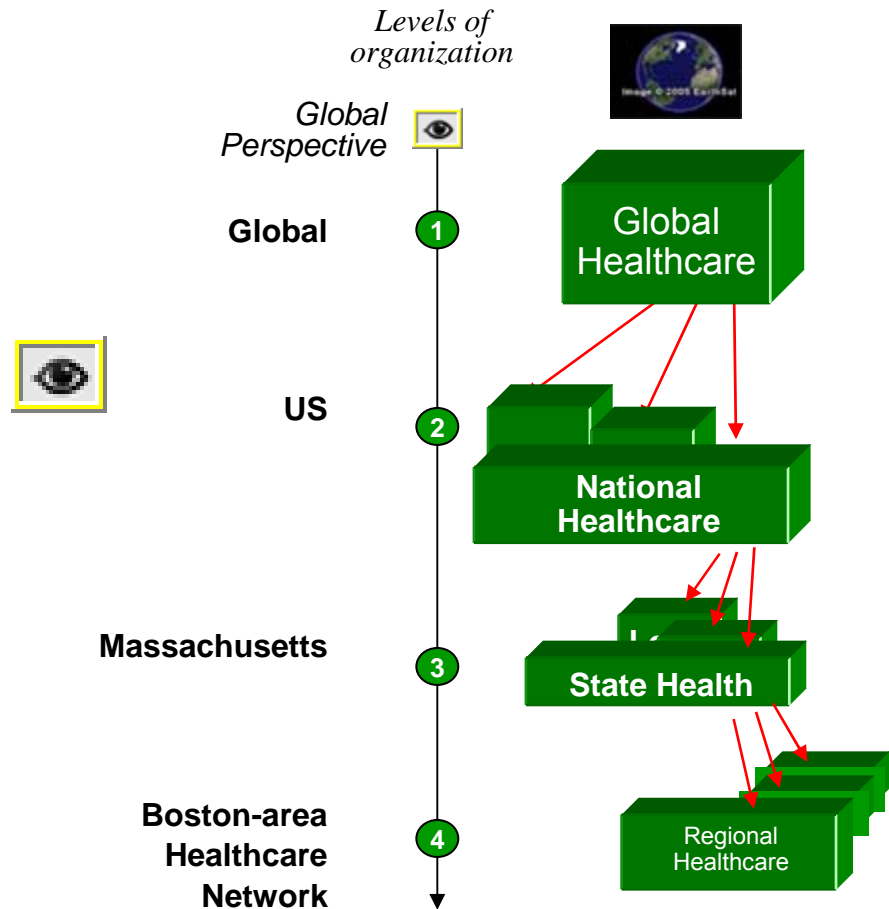 Levels of
organization
Image © 2005 EarthSat
Global
Perspective
Global
1
Global
Healthcare
US
2
National
Healthcare
Massachusetts
3
State Health
Boston-area
Healthcare
Network
4
Regional
Healthcare